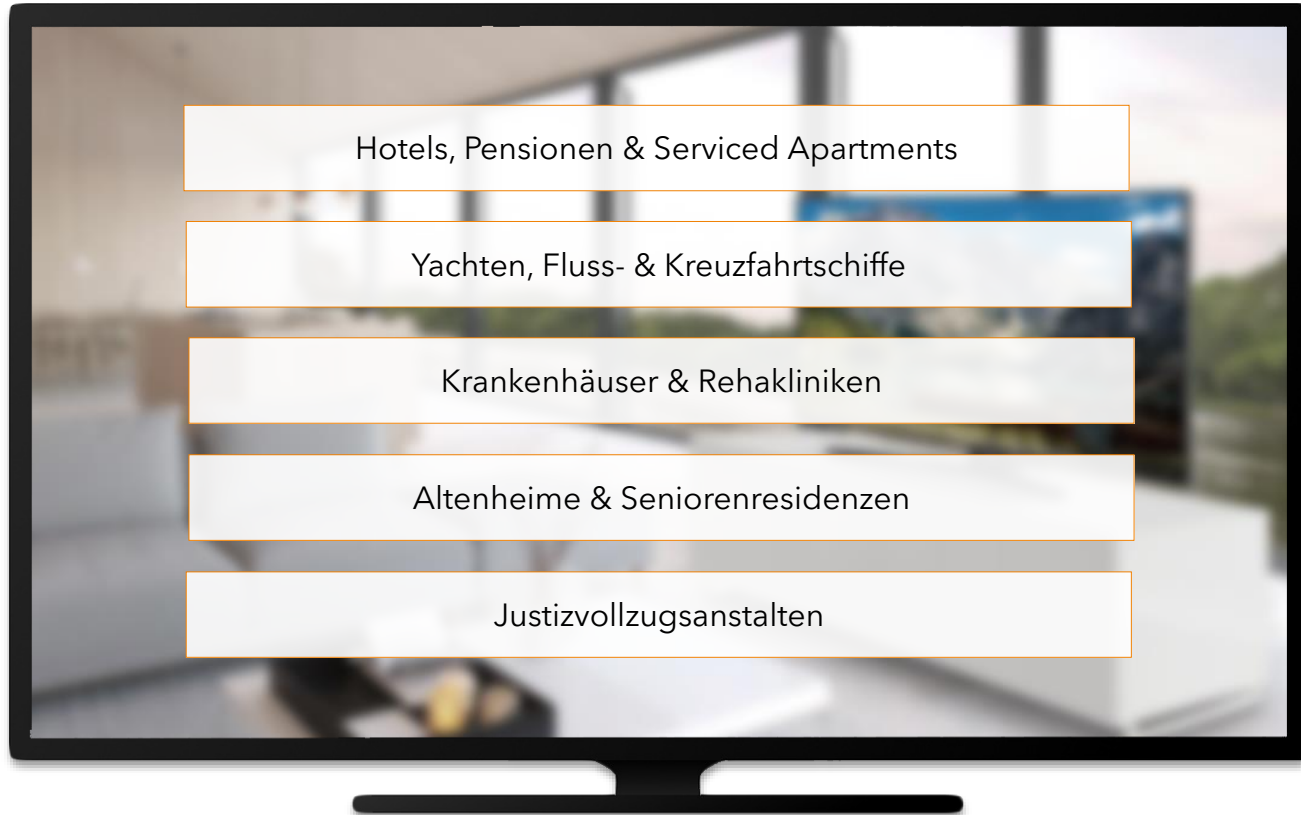 Hotels, Pensionen & Serviced Apartments
Yachten, Fluss- & Kreuzfahrtschiffe
Krankenhäuser & Rehakliniken
Altenheime & Seniorenresidenzen
Justizvollzugsanstalten